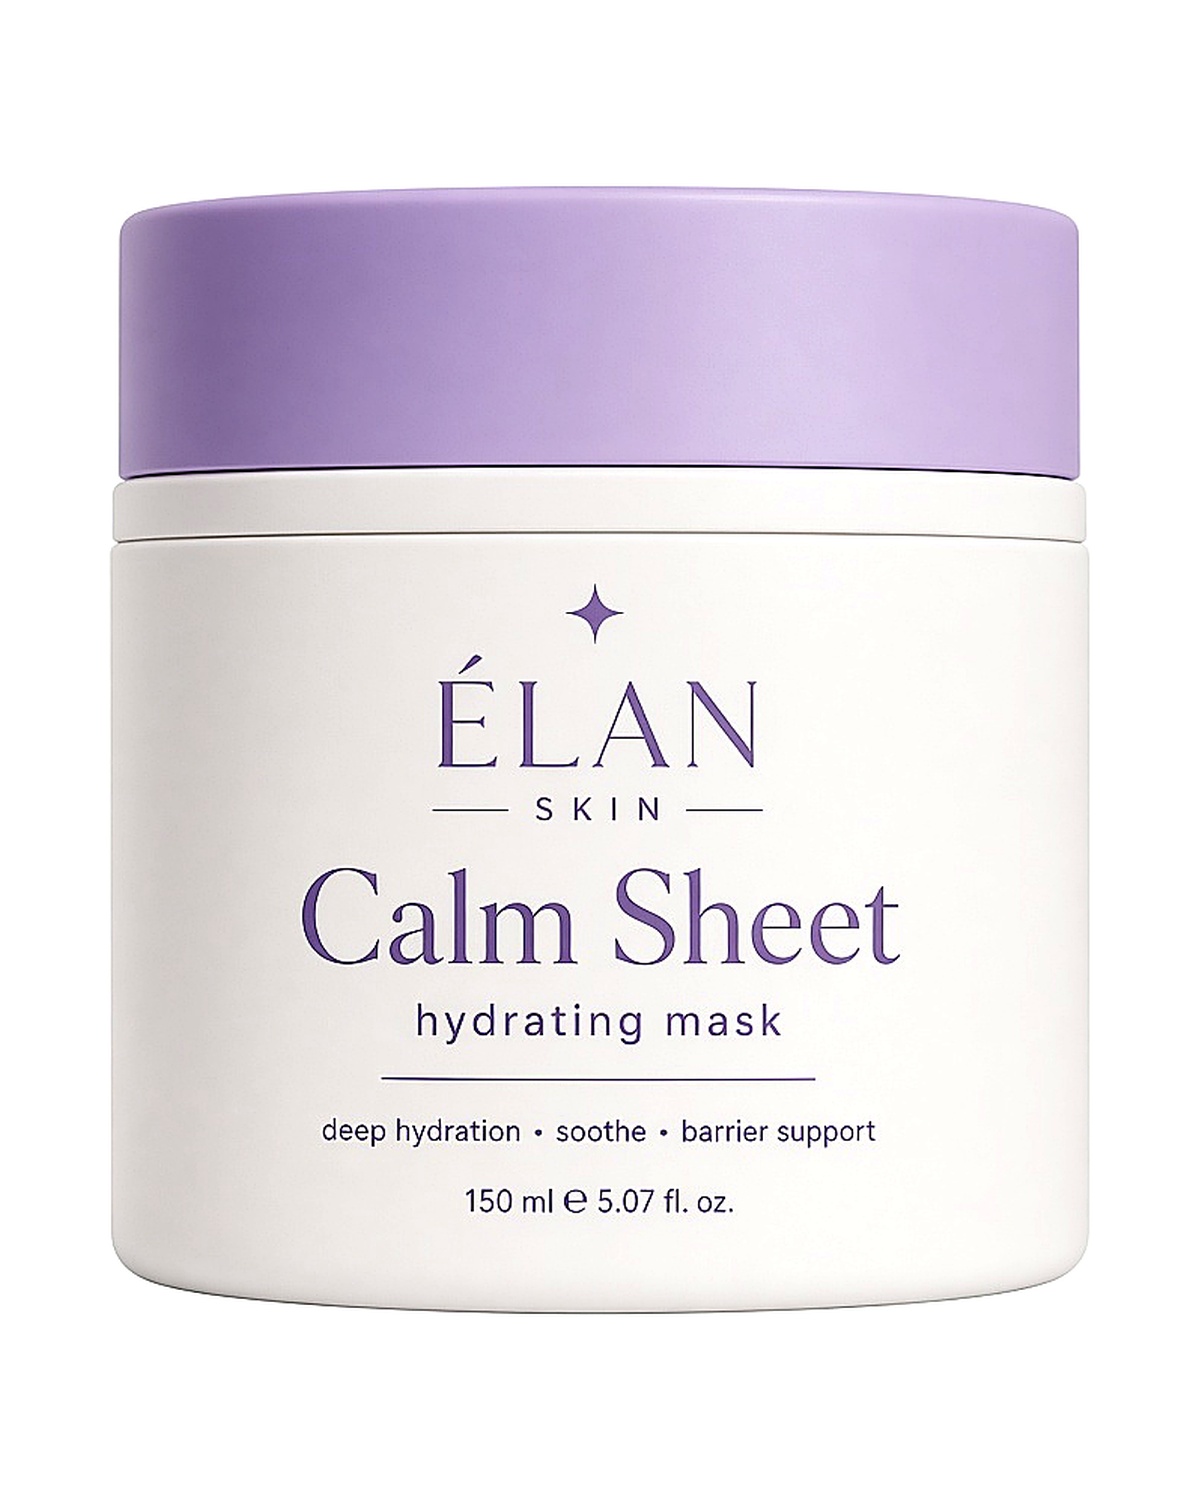 ÉLAN
SKIN
Calm Sheet
hydrating mask
deep hydration • soothe • barrier support
150 ml ℮ 5.07 fl. oz.